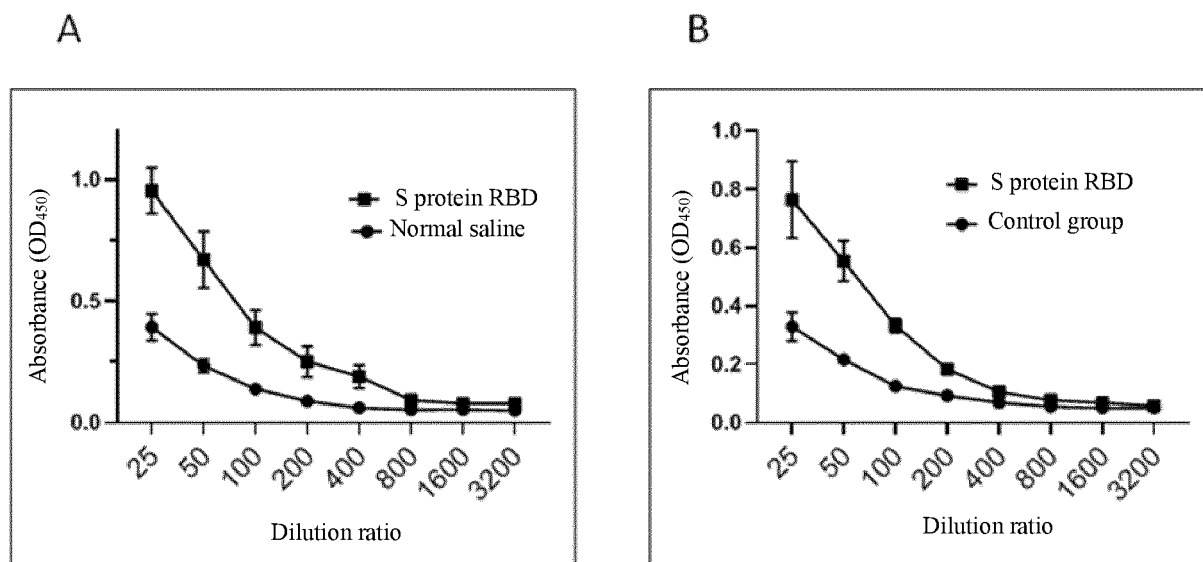 A
Absorbance (OD450)
1.0
0.5
0.0
S protein RBD
Normal saline
25 50 100 200 400 800 1600 3200
Dilution ratio
B
Absorbance (OD450)
1.0
0.8
0.6
0.4
0.2
0.0
S protein RBD
Control group
25 50 100 200 400 800 1600 3200
Dilution ratio